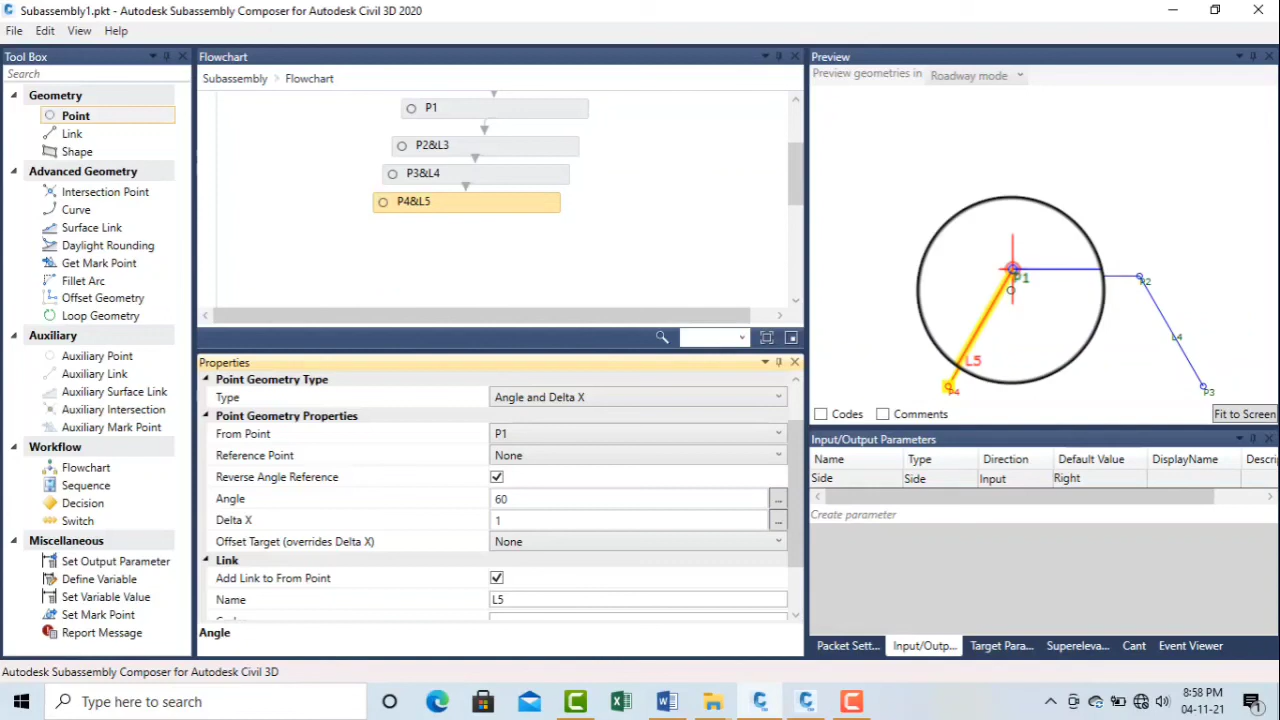 Subassembly1.pkt - Autodesk Subassembly Composer for Autodesk Civil 3D 2020
File Edit View Help
Tool Box
Search
Geometry
Point
Link
Shape
Advanced Geometry
Intersection Point
Curve
Surface Link
Daylight Rounding
Get Mark Point
Fillet Arc
Offset Geometry
Loop Geometry
Auxiliary
Auxiliary Point
Auxiliary Link
Auxiliary Surface Link
Auxiliary Intersection
Auxiliary Mark Point
Workflow
Flowchart
Sequence
Decision
Switch
Miscellaneous
Set Output Parameter
Define Variable
Set Variable Value
Set Mark Point
Report Message
Flowchart
Subassembly > Flowchart
P1
P2&L3
P3&L4
P4&L5
Properties
Point Geometry Type
Type Angle and Delta X
Point Geometry Properties
From Point P1
Reference Point None
Reverse Angle Reference
Angle 60 ...
Delta X 1 ...
Offset Target (overrides Delta X) None
Link
Add Link to From Point
Name L5
Angle
Preview
Preview geometries in Roadway mode
P1
P2
L4
L5
P4
P3
Codes Comments Fit to Screen
Input/Output Parameters
Name Type Direction Default Value DisplayName Descri
Side Side Input Right
Create parameter
Packet Sett... Input/Outp... Target Para... Supereleva... Cant Event Viewer
Autodesk Subassembly Composer for Autodesk Civil 3D
Type here to search
8:58 PM
04-11-21
1